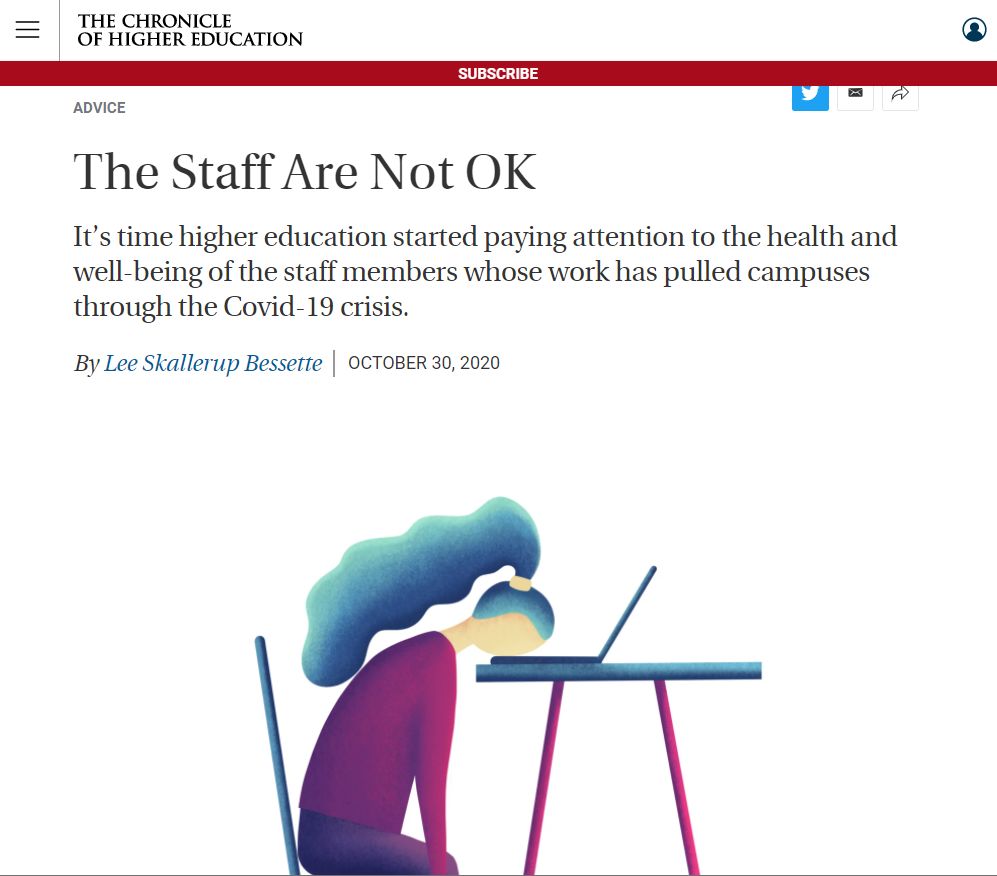 THE CHRONICLE
OF HIGHER EDUCATION
SUBSCRIBE
ADVICE
The Staff Are Not OK
It’s time higher education started paying attention to the health and
well-being of the staff members whose work has pulled campuses
through the Covid-19 crisis.
By Lee Skallerup Bessette | OCTOBER 30, 2020